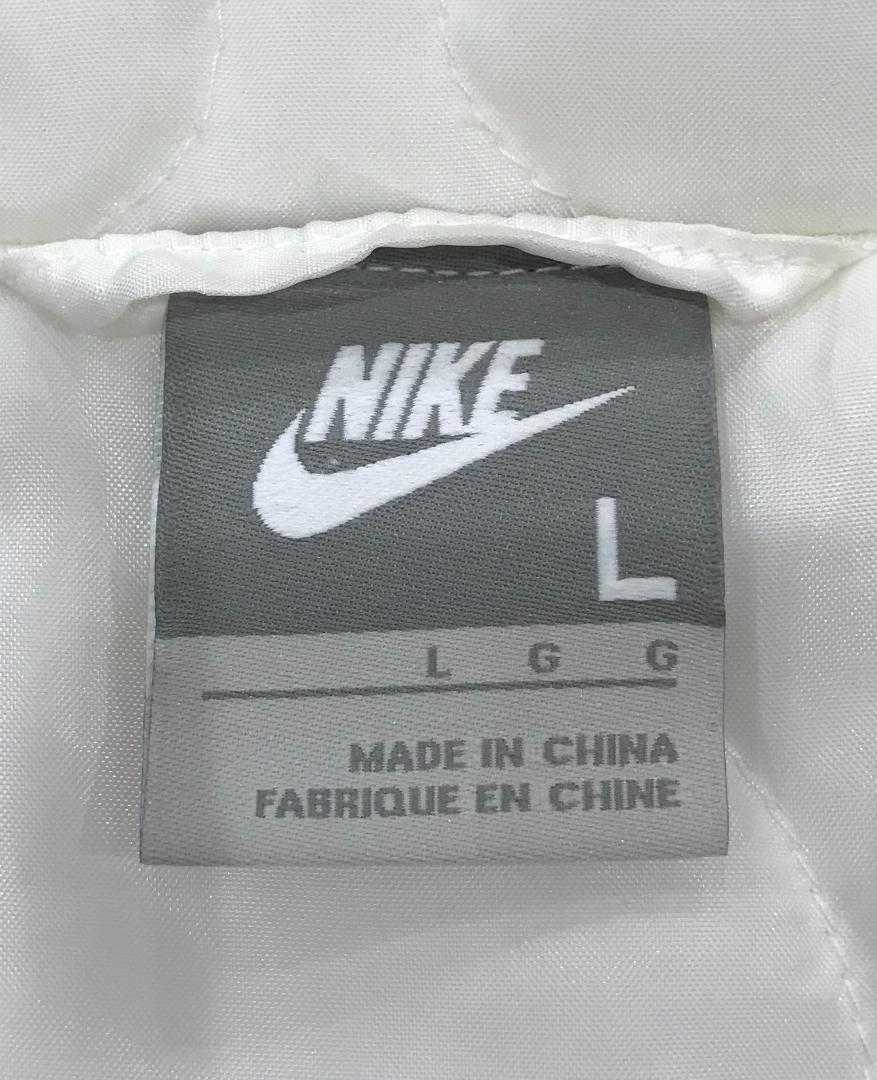 NIKE
L
L G G
MADE IN CHINA
FABRIQUE EN CHINE